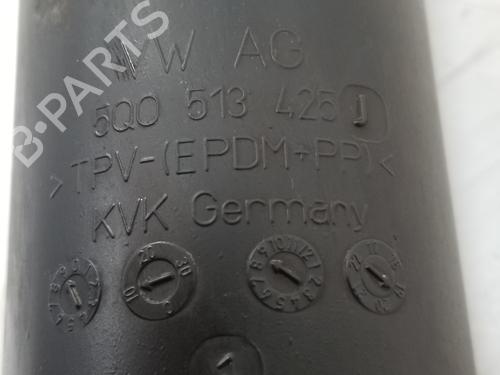 VW AG
5Q0 513 425 J
>TPV-(EPDM+PP)<
KVK Germany
B-PARTS